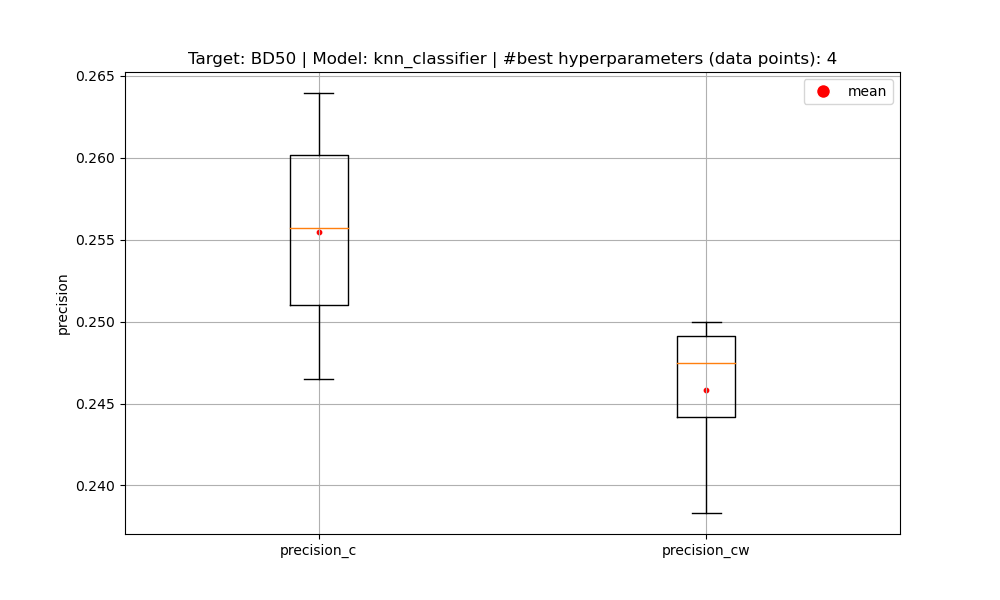 Target: BD50 | Model: knn_classifier | #best hyperparameters (data points): 4
mean
0.265
0.260
0.255
0.250
0.245
0.240
precision
precision_c
precision_cw